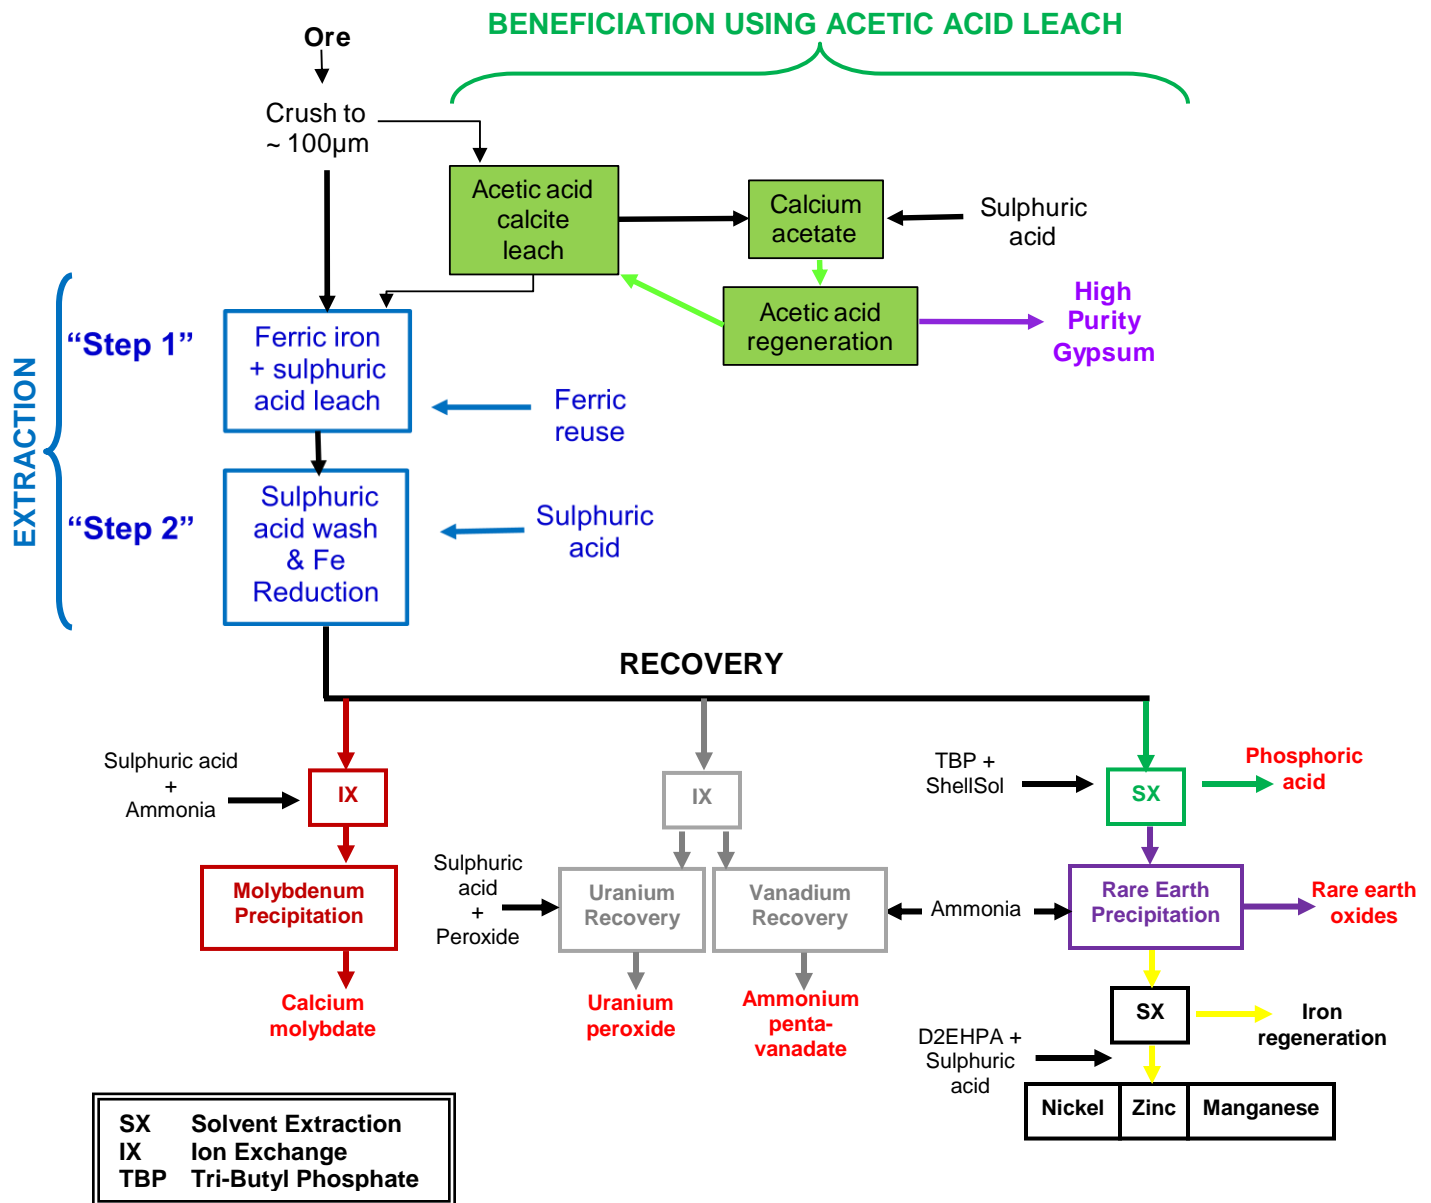 BENEFICIATION USING ACETIC ACID LEACH
Ore
Crush to
~ 100µm
Acetic acid
calcite
leach
Calcium
acetate
Sulphuric
acid
Acetic acid
regeneration
High
Purity
Gypsum
EXTRACTION
“Step 1”
Ferric iron
+ sulphuric
acid leach
Ferric
reuse
“Step 2”
Sulphuric
acid wash
& Fe
Reduction
Sulphuric
acid
RECOVERY
Sulphuric acid
+
Ammonia
IX
IX
TBP +
ShellSol
SX
Phosphoric
acid
Molybdenum
Precipitation
Sulphuric
acid
+
Peroxide
Uranium
Recovery
Vanadium
Recovery
Ammonia
Rare Earth
Precipitation
Rare earth
oxides
Calcium
molybdate
Uranium
peroxide
Ammonium
penta-
vanadate
SX
Iron
regeneration
D2EHPA +
Sulphuric
acid
Nickel Zinc Manganese
SX Solvent Extraction
IX Ion Exchange
TBP Tri-Butyl Phosphate